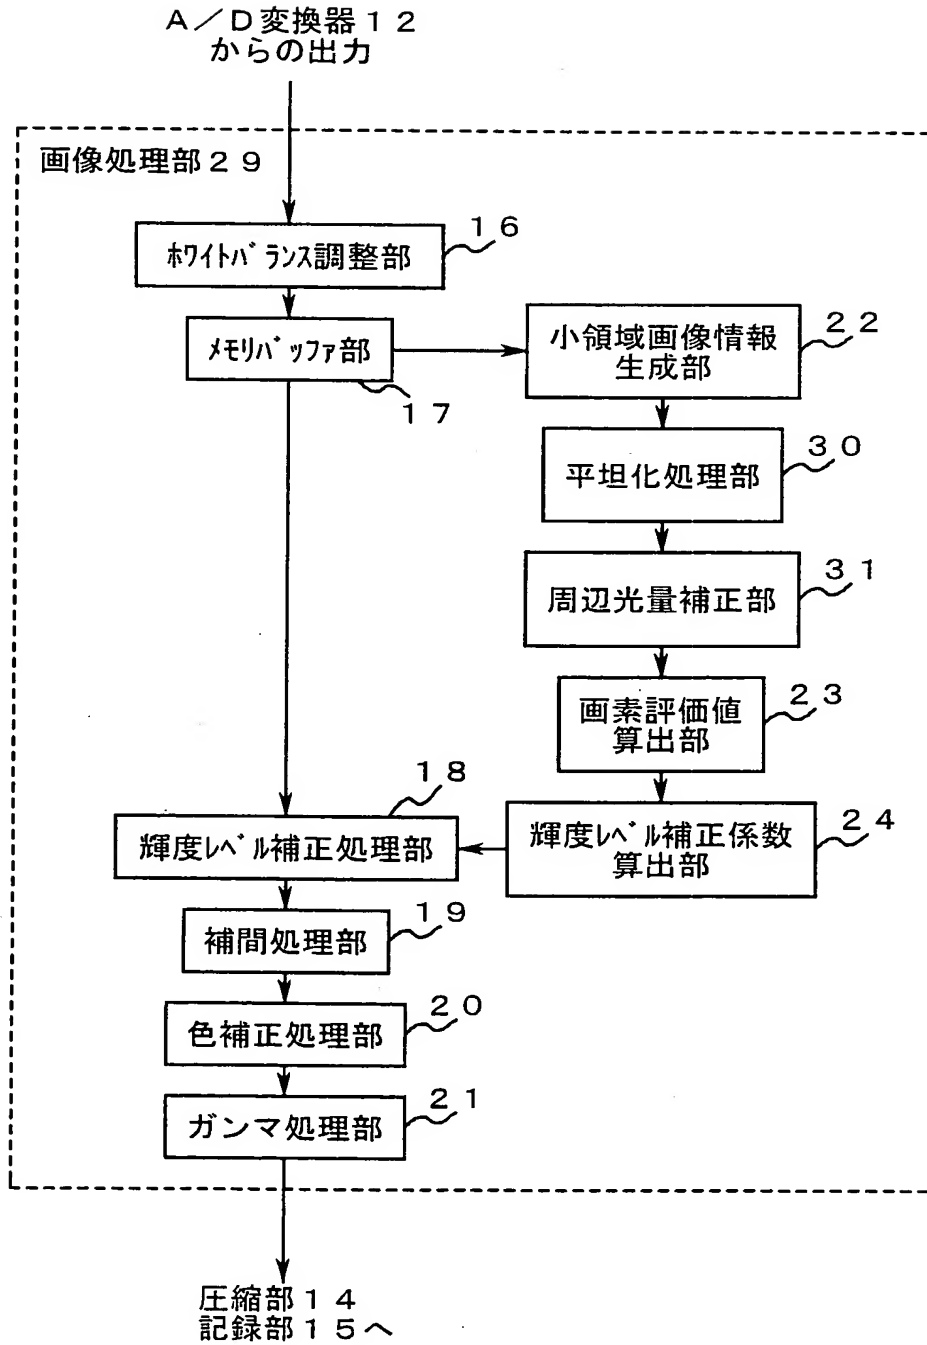 A/D変換器12
からの出力
画像処理部29
16
ホワイトバランス調整部
メモリバッファ部
17
22
小領域画像情報
生成部
30
平坦化処理部
31
周辺光量補正部
23
画素評価値
算出部
18
輝度レベル補正処理部
24
輝度レベル補正係数
算出部
19
補間処理部
20
色補正処理部
21
ガンマ処理部
圧縮部14
記録部15へ